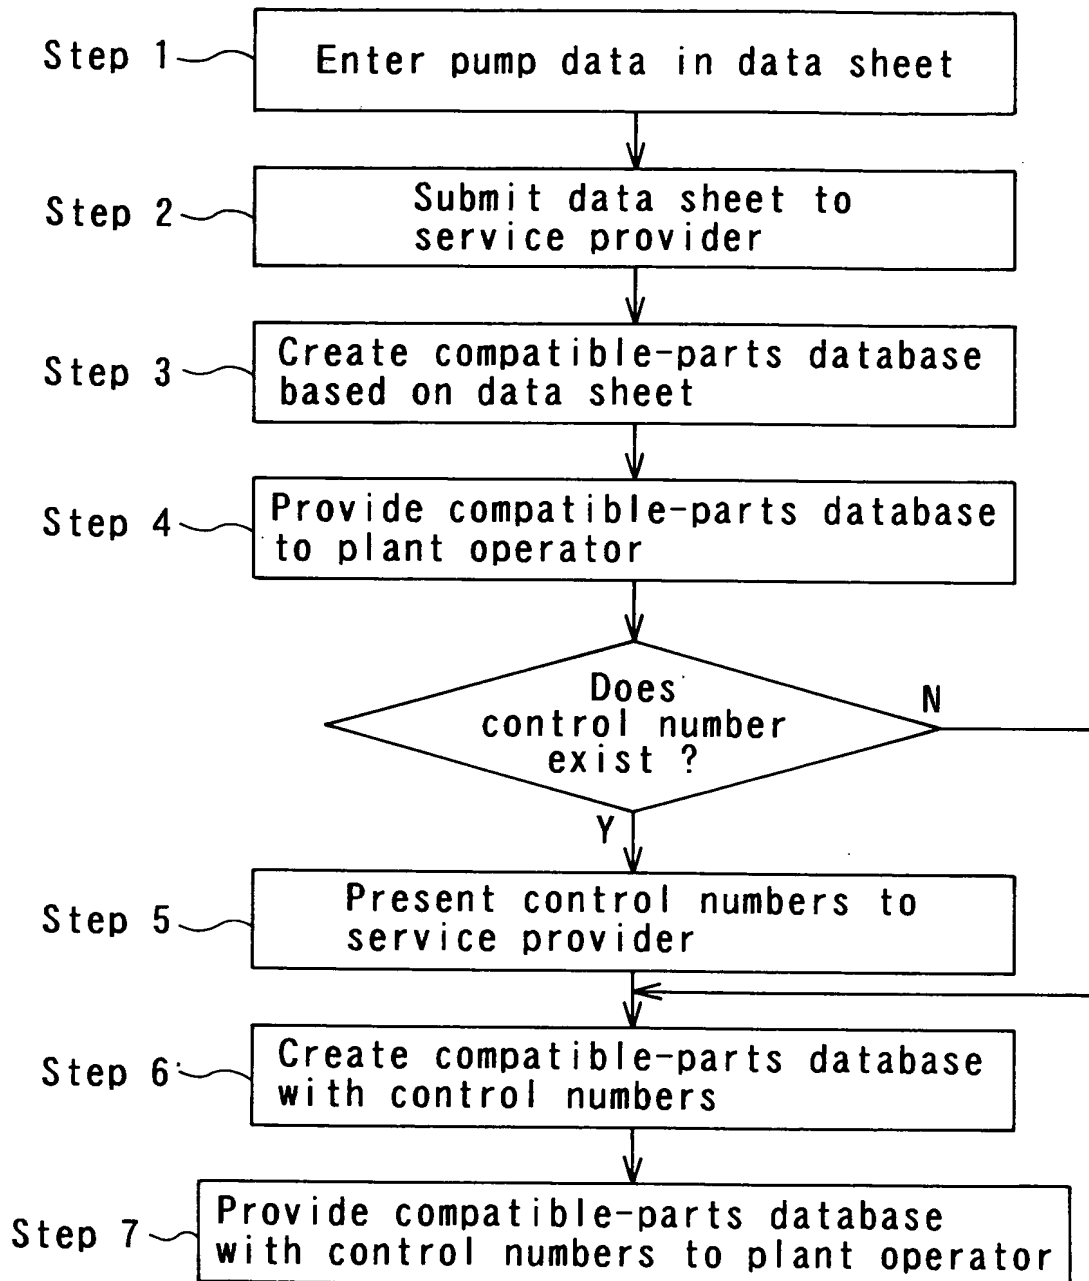 Step 1
Enter pump data in data sheet
Step 2
Submit data sheet to
service provider
Step 3
Create compatible-parts database
based on data sheet
Step 4
Provide compatible-parts database
to plant operator
Does
control number
exist ?
N
Y
Step 5
Present control numbers to
service provider
Step 6
Create compatible-parts database
with control numbers
Step 7
Provide compatible-parts database
with control numbers to plant operator